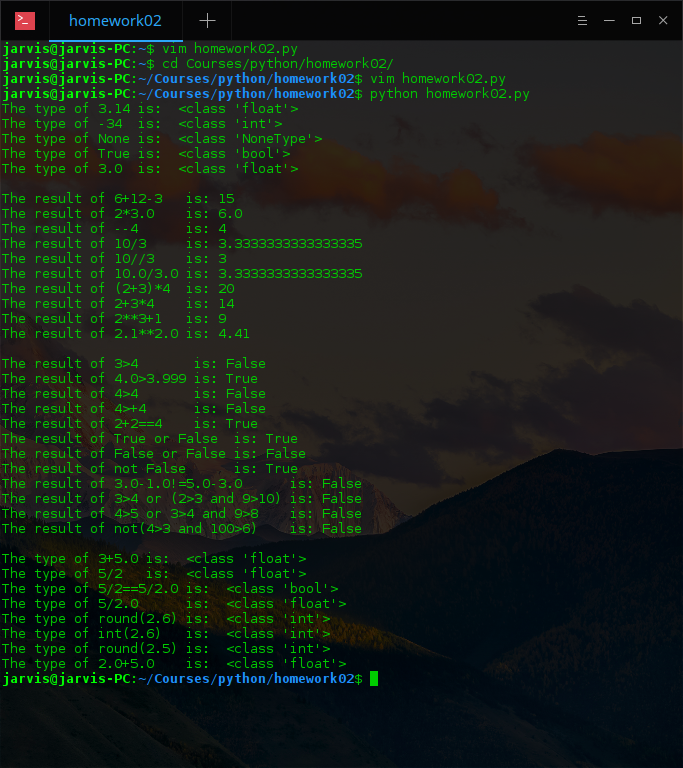 homework02
jarvis@jarvis-PC:~$ vim homework02.py
jarvis@jarvis-PC:~$ cd Courses/python/homework02/
jarvis@jarvis-PC:~/Courses/python/homework02$ vim homework02.py
jarvis@jarvis-PC:~/Courses/python/homework02$ python homework02.py
The type of 3.14 is:  <class 'float'>
The type of -34  is:  <class 'int'>
The type of None is:  <class 'NoneType'>
The type of True is:  <class 'bool'>
The type of 3.0  is:  <class 'float'>
The result of 6+12-3   is: 15
The result of 2*3.0    is: 6.0
The result of --4      is: 4
The result of 10/3     is: 3.3333333333333335
The result of 10//3    is: 3
The result of 10.0/3.0 is: 3.3333333333333335
The result of (2+3)*4  is: 20
The result of 2+3*4    is: 14
The result of 2**3+1   is: 9
The result of 2.1**2.0 is: 4.41
The result of 3>4       is: False
The result of 4.0>3.999 is: True
The result of 4>4       is: False
The result of 4>+4      is: False
The result of 2+2==4    is: True
The result of True or False  is: True
The result of False or False is: False
The result of not False      is: True
The result of 3.0-1.0!=5.0-3.0      is: False
The result of 3>4 or (2>3 and 9>10) is: False
The result of 4>5 or 3>4 and 9>8    is: False
The result of not(4>3 and 100>6)    is: False
The type of 3+5.0 is:  <class 'float'>
The type of 5/2   is:  <class 'float'>
The type of 5/2==5/2.0 is:  <class 'bool'>
The type of 5/2.0      is:  <class 'float'>
The type of round(2.6) is:  <class 'int'>
The type of int(2.6)   is:  <class 'int'>
The type of round(2.5) is:  <class 'int'>
The type of 2.0+5.0    is:  <class 'float'>
jarvis@jarvis-PC:~/Courses/python/homework02$